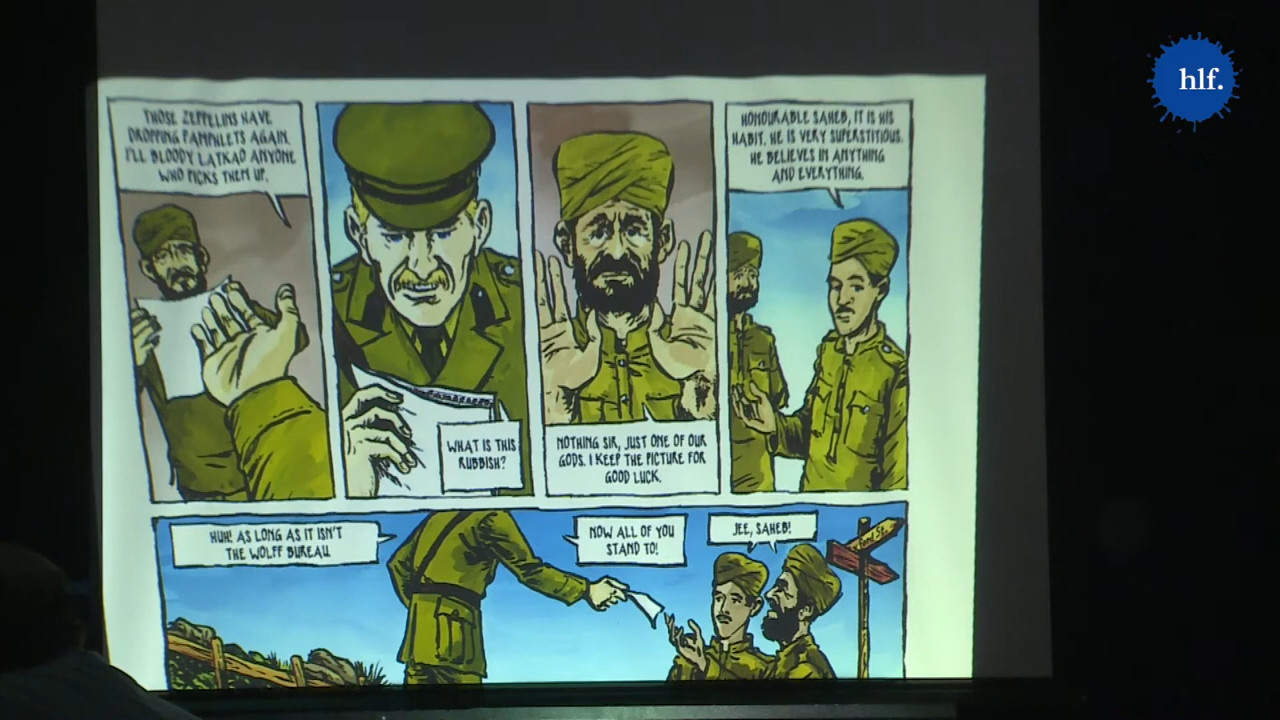 hlf.
THOSE ZEPPELINS HAVE
DROPPING PAMPHLETS AGAIN.
I'LL BLOODY LATKAO ANYONE
WHO PICKS THEM UP.
WHAT IS THIS
RUBBISH?
NOTHING SIR, JUST ONE OF OUR
GODS. I KEEP THE PICTURE FOR
GOOD LUCK.
HONOURABLE SAHEB, IT IS HIS
HABIT. HE IS VERY SUPERSTITIOUS.
HE BELIEVES IN ANYTHING
AND EVERYTHING.
HUH! AS LONG AS IT ISN'T
THE WOLFF BUREAU.
NOW ALL OF YOU
STAND TO!
JEE, SAHEB!